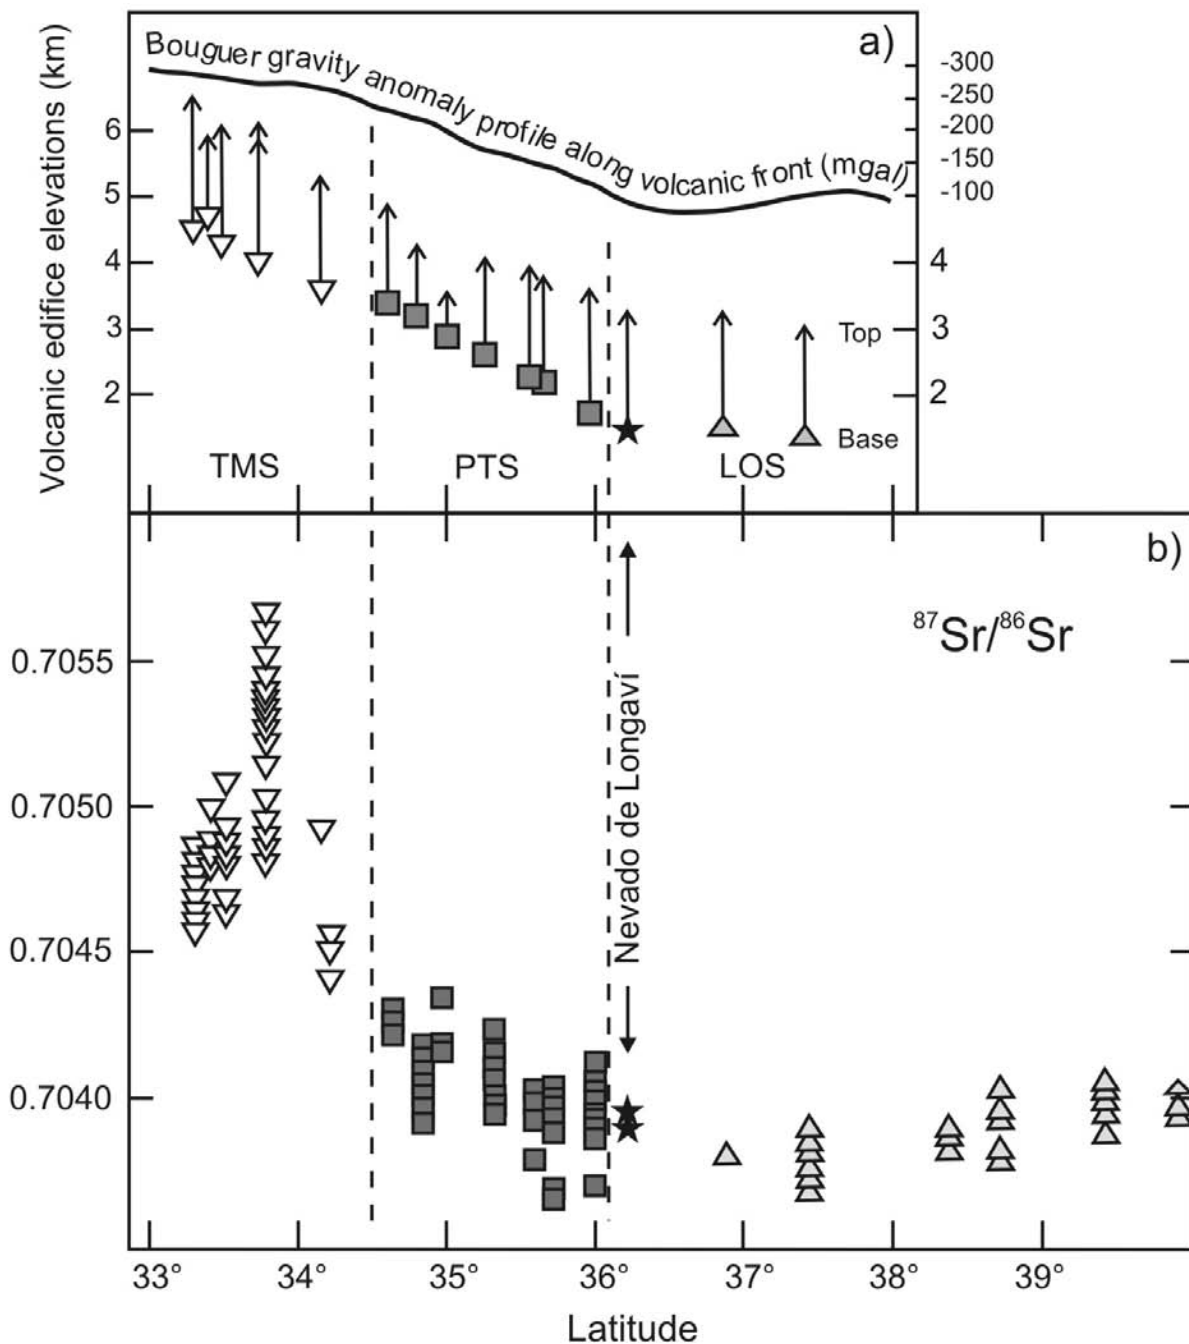 a)
Bouguer gravity anomaly profile along volcanic front (mgal)
Volcanic edifice elevations (km)
6
5
4
3
2
-300
-250
-200
-150
-100
4
3
2
Top
Base
TMS
PTS
LOS
b)
87Sr/86Sr
Nevado de Longaví
0.7055
0.7050
0.7045
0.7040
33°
34°
35°
36°
37°
38°
39°
Latitude